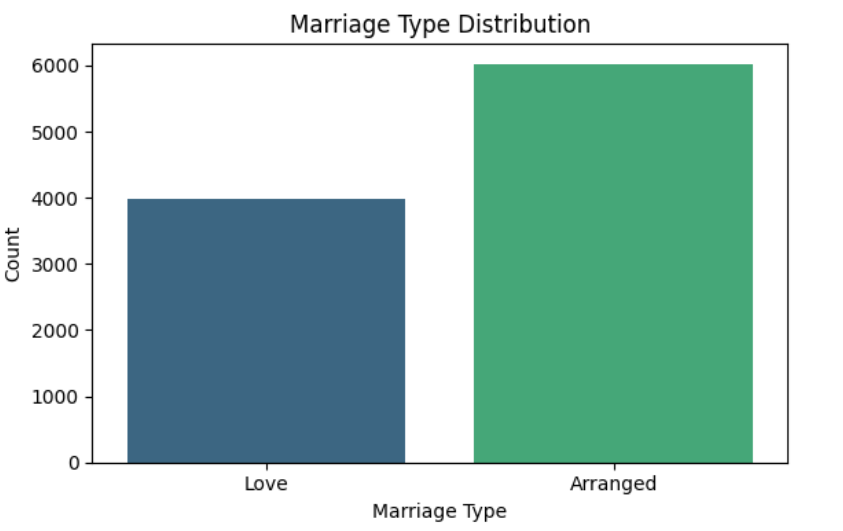 Marriage Type Distribution
6000
5000
4000
3000
2000
1000
0
Count
Love
Arranged
Marriage Type